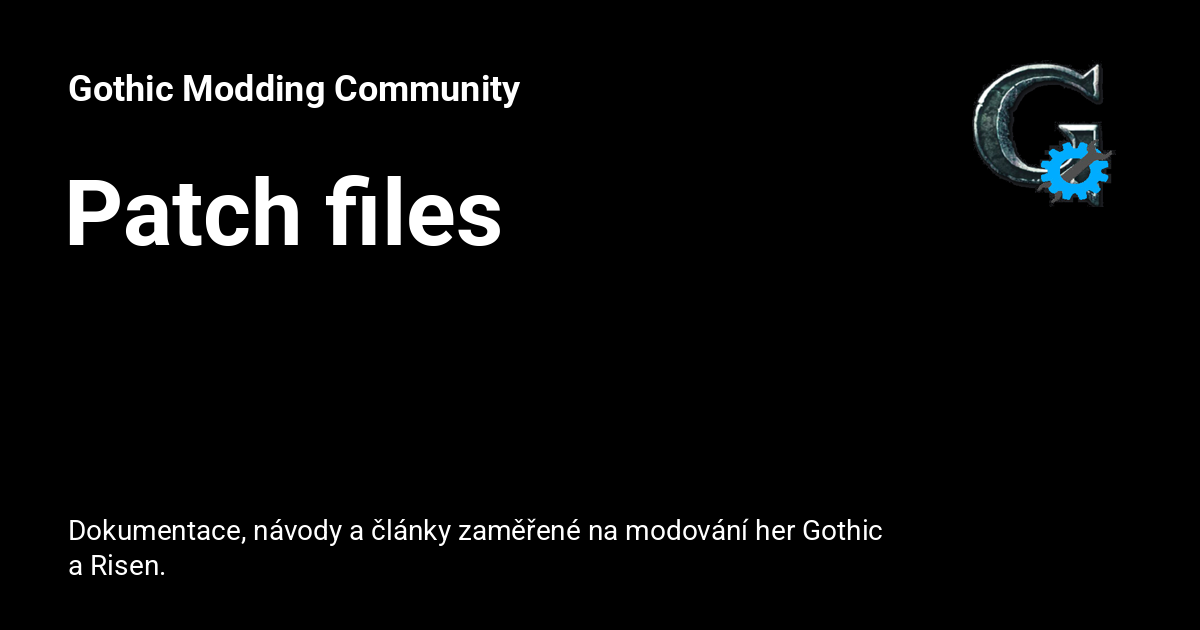 Gothic Modding Community
Patch files
Dokumentace, návody a články zaměřené na modování her Gothic
a Risen.